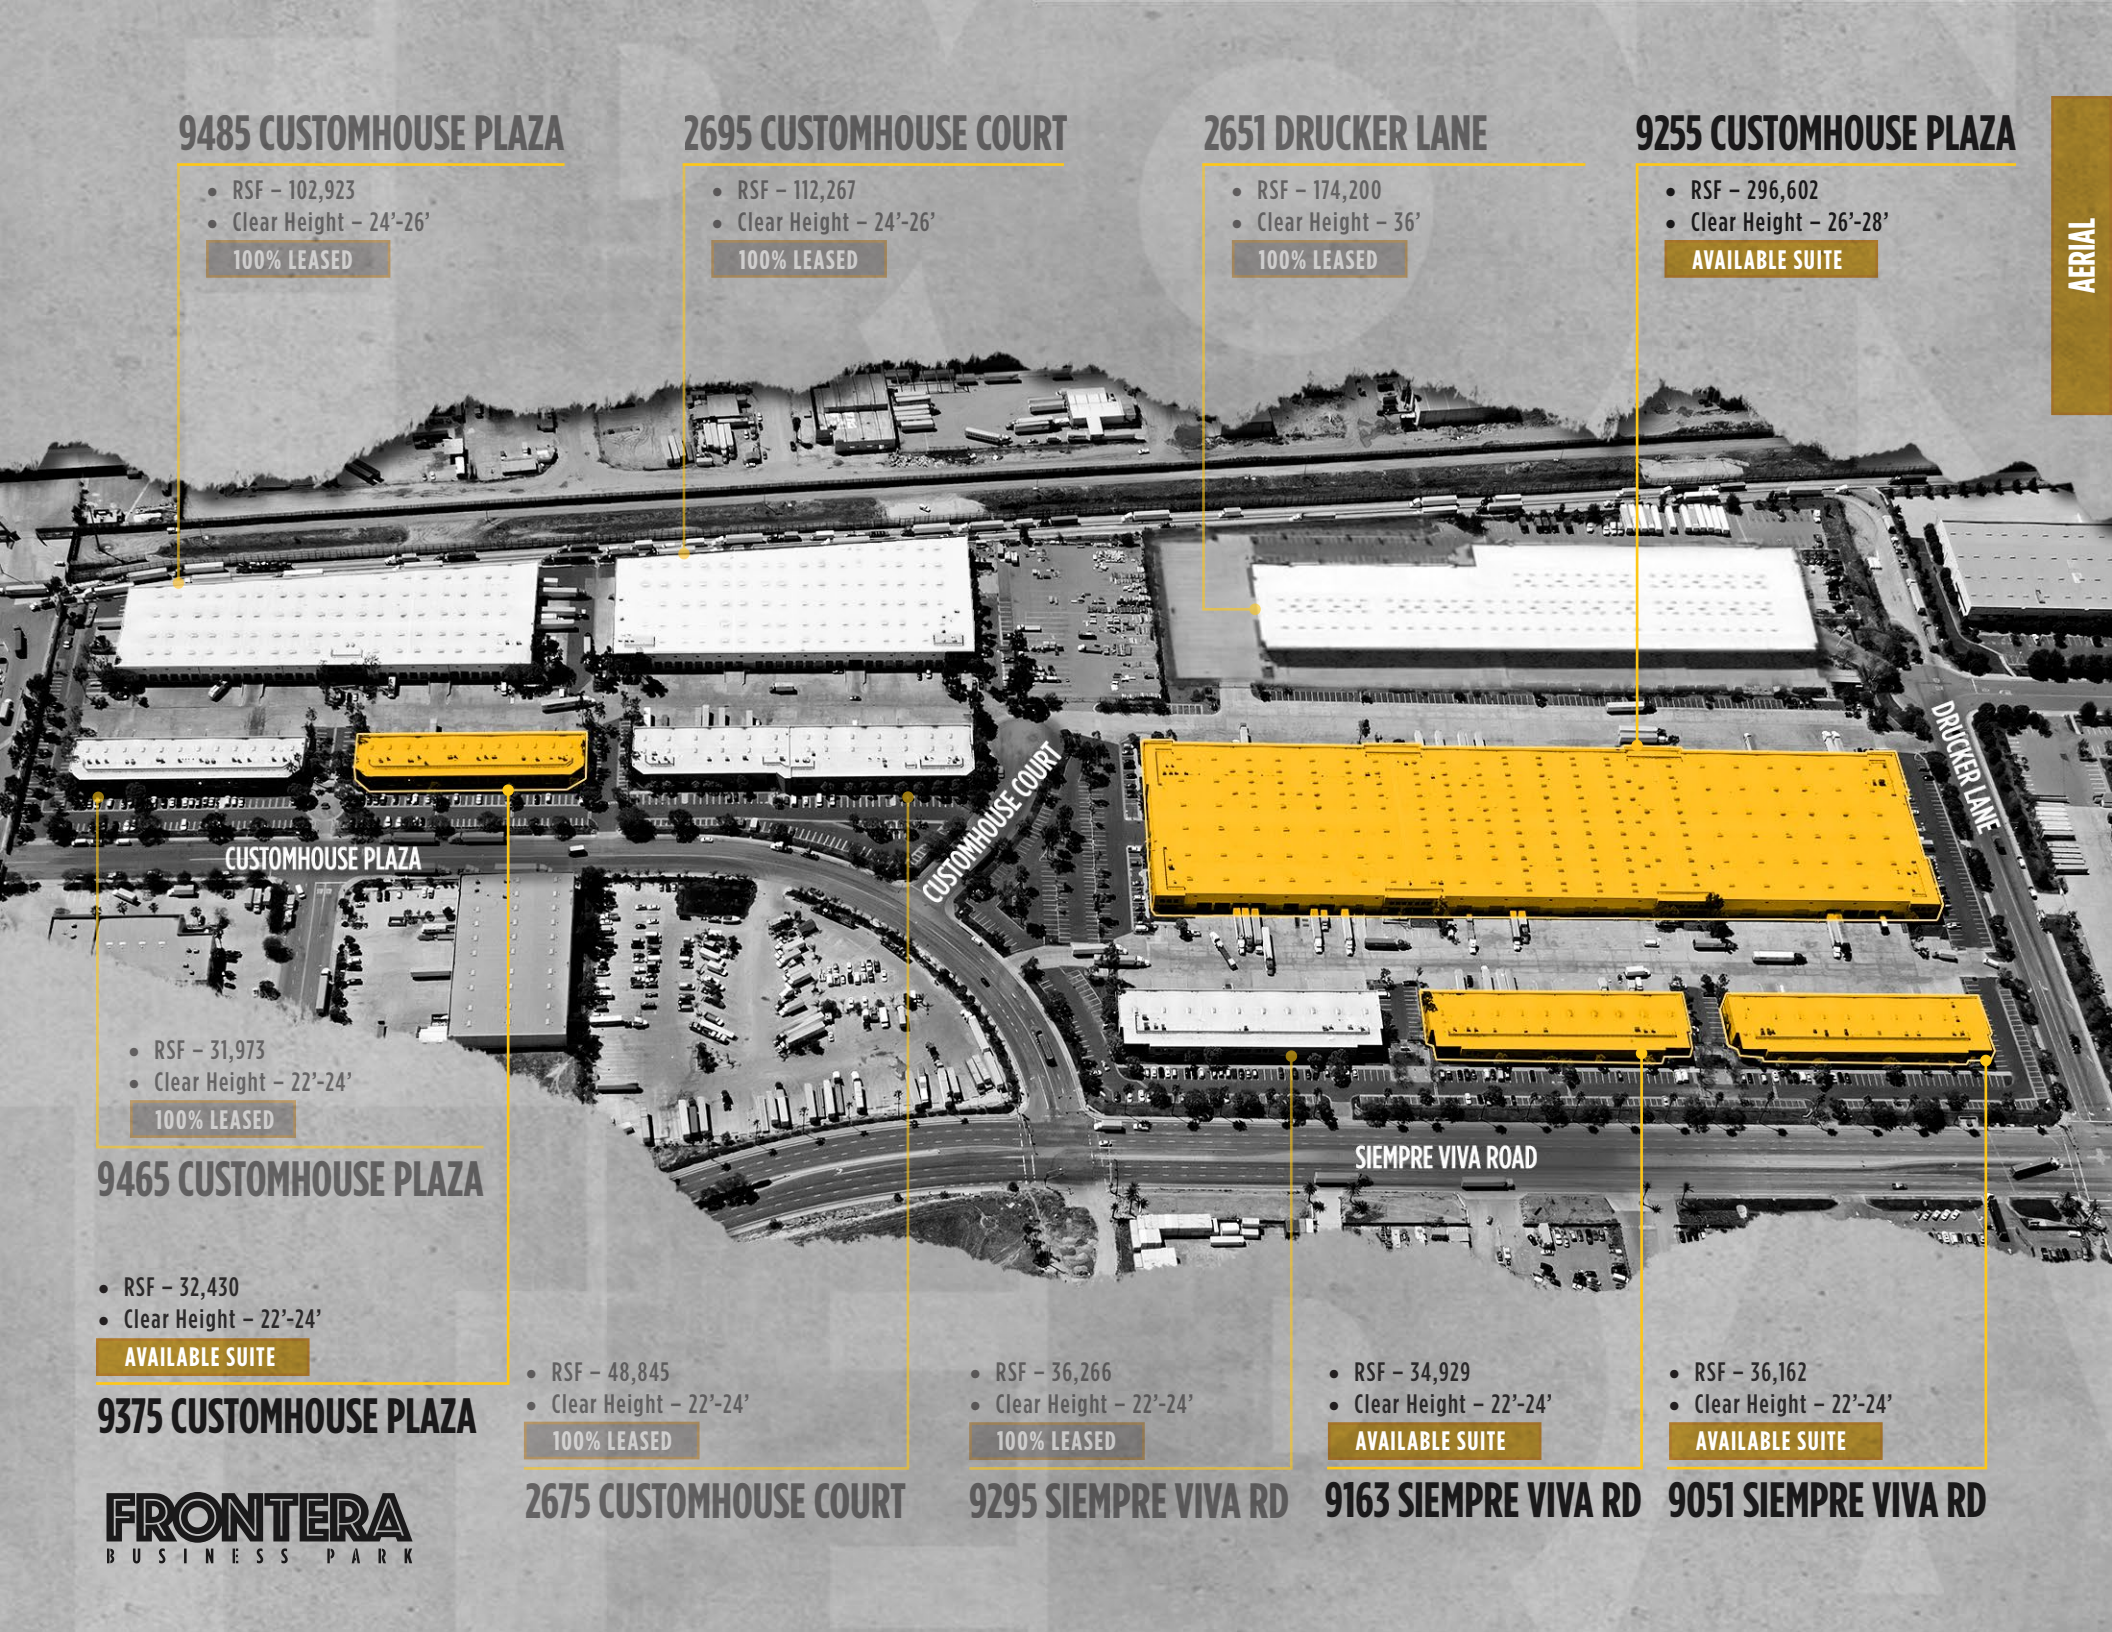 9485 CUSTOMHOUSE PLAZA
• RSF – 102,923
• Clear Height – 24’-26’
100% LEASED
2695 CUSTOMHOUSE COURT
• RSF – 112,267
• Clear Height – 24’-26’
100% LEASED
2651 DRUCKER LANE
• RSF – 174,200
• Clear Height – 36’
100% LEASED
9255 CUSTOMHOUSE PLAZA
• RSF – 296,602
• Clear Height – 26’-28’
AVAILABLE SUITE
AERIAL
DRUCKER LANE
CUSTOMHOUSE COURT
CUSTOMHOUSE PLAZA
SIEMPRE VIVA ROAD
• RSF – 31,973
• Clear Height – 22’-24’
100% LEASED
9465 CUSTOMHOUSE PLAZA
• RSF – 32,430
• Clear Height – 22’-24’
AVAILABLE SUITE
9375 CUSTOMHOUSE PLAZA
• RSF – 48,845
• Clear Height – 22’-24’
100% LEASED
2675 CUSTOMHOUSE COURT
• RSF – 36,266
• Clear Height – 22’-24’
100% LEASED
9295 SIEMPRE VIVA RD
• RSF – 34,929
• Clear Height – 22’-24’
AVAILABLE SUITE
9163 SIEMPRE VIVA RD
• RSF – 36,162
• Clear Height – 22’-24’
AVAILABLE SUITE
9051 SIEMPRE VIVA RD
FRONTERA
BUSINESS PARK